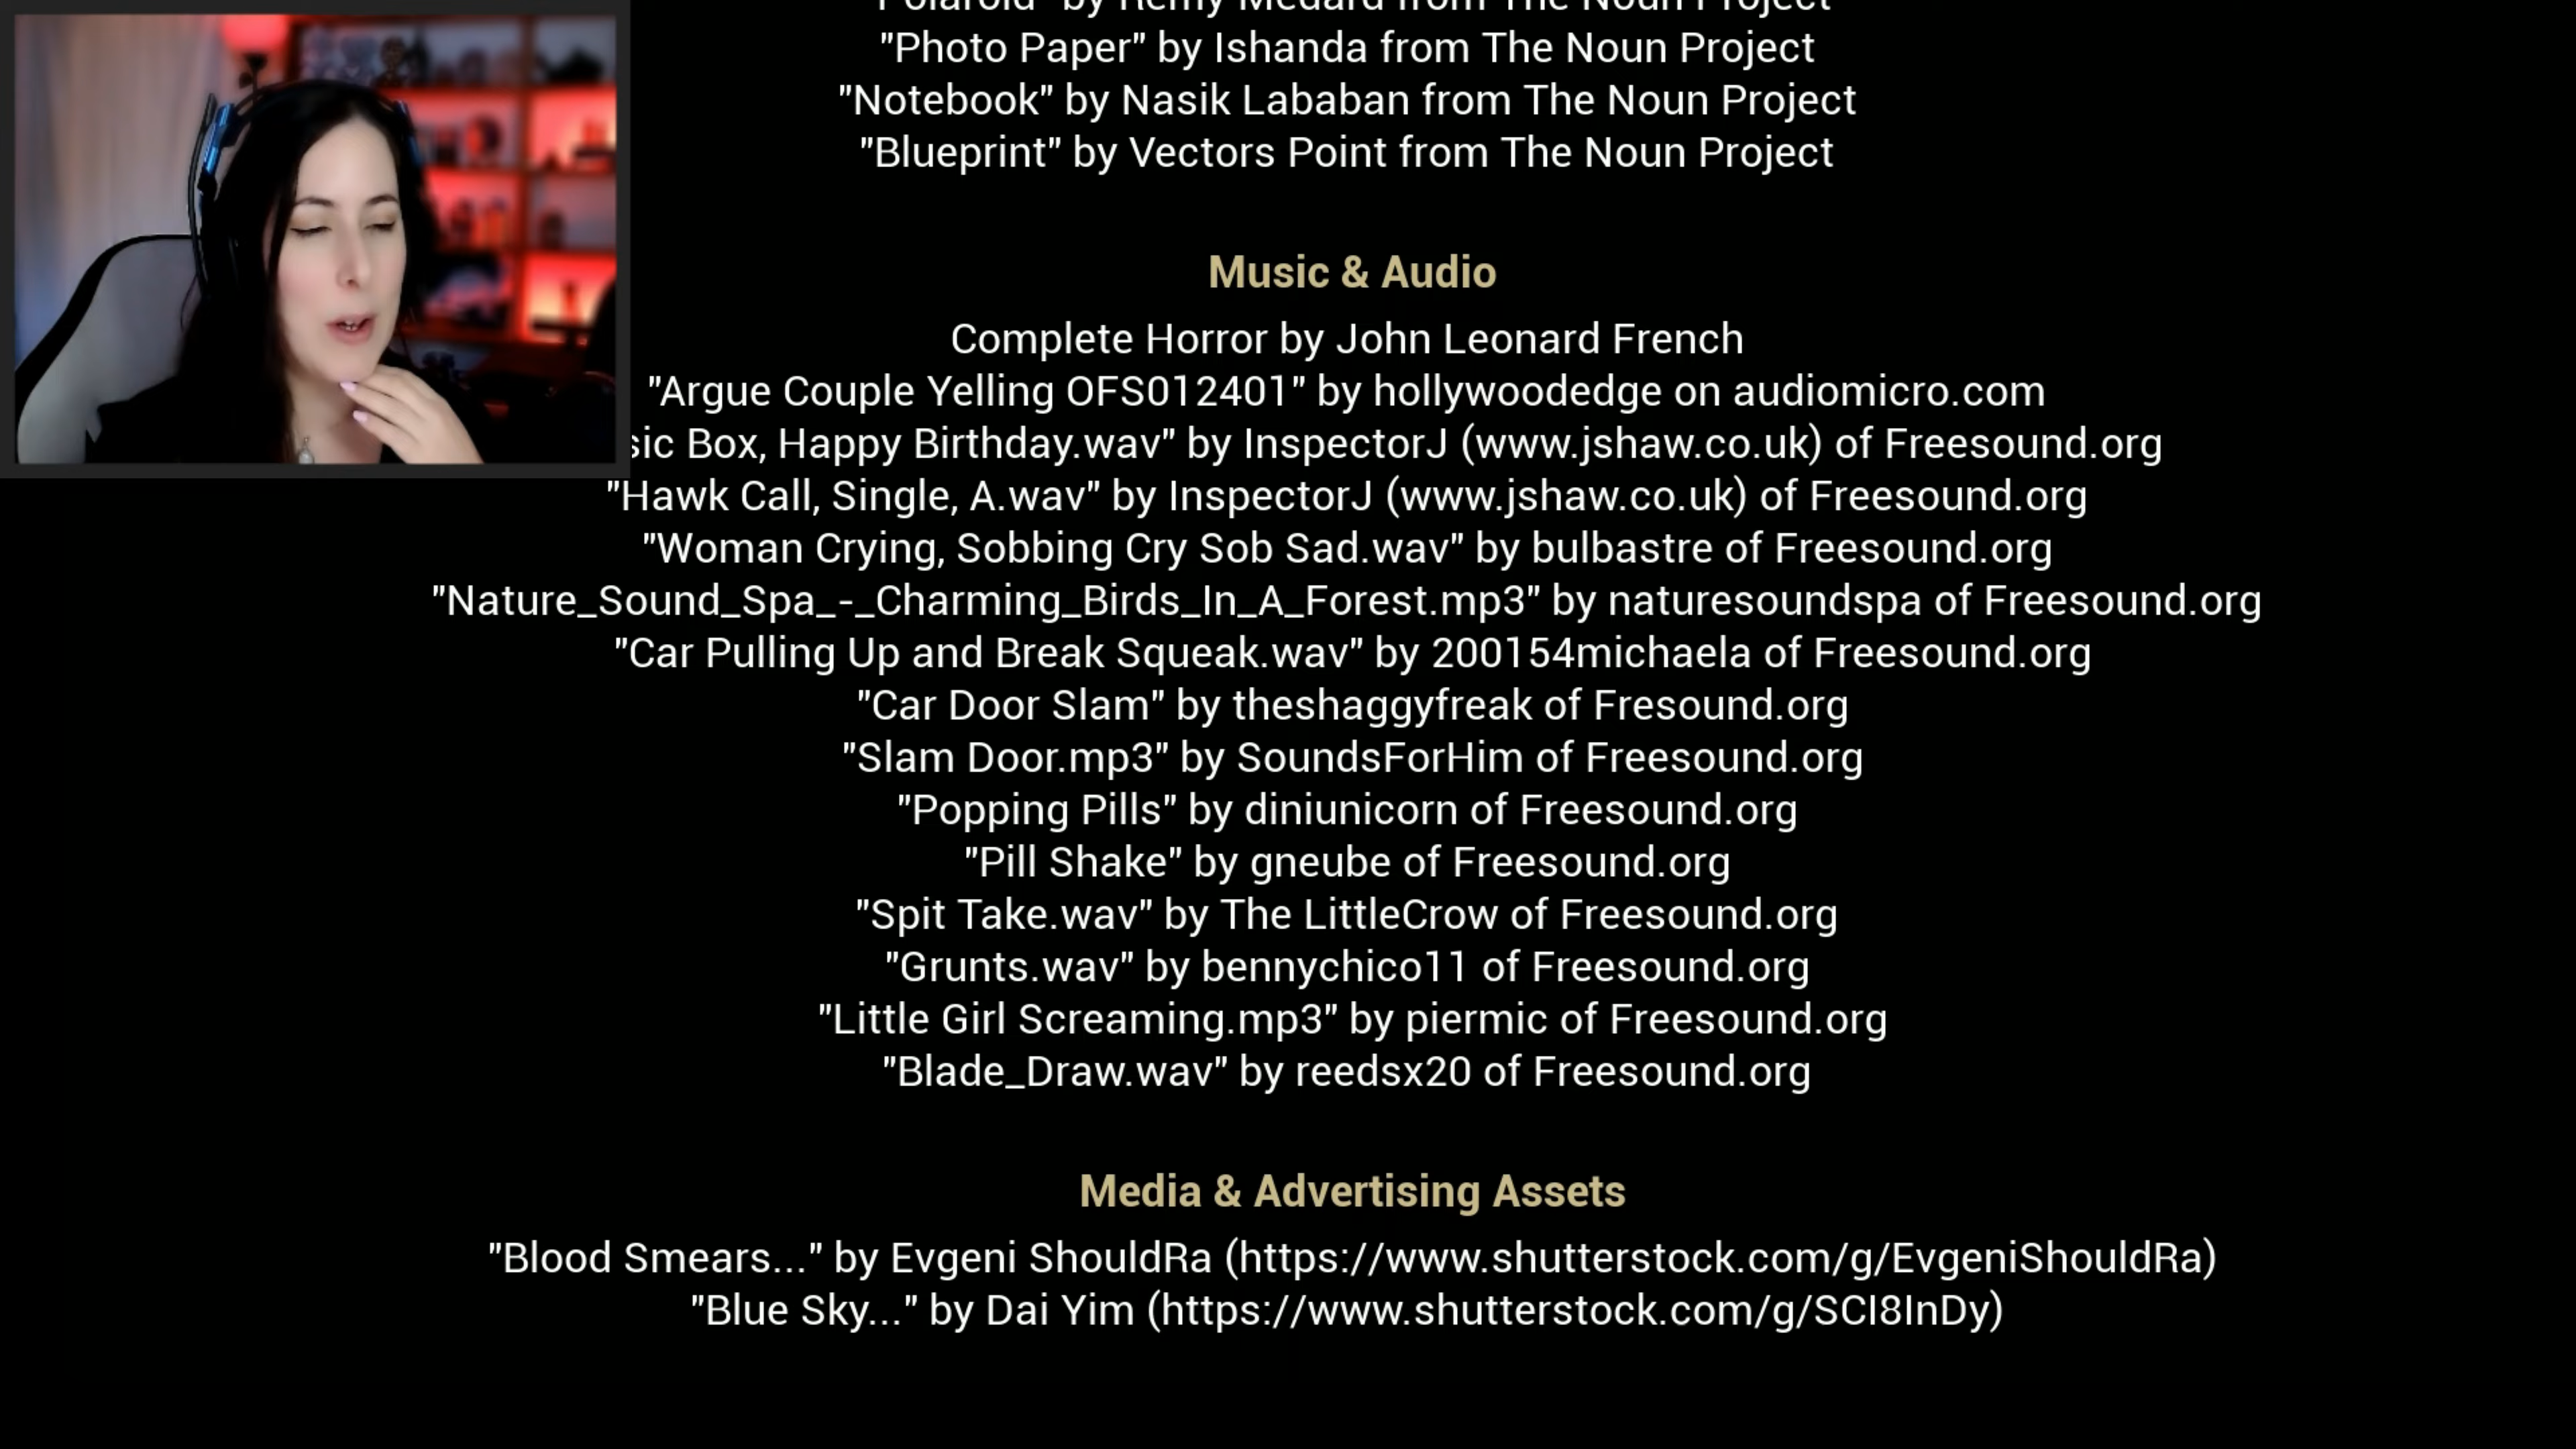 "Polaroid" by Remy Medard from The Noun Project
"Photo Paper" by Ishanda from The Noun Project
"Notebook" by Nasik Lababan from The Noun Project
"Blueprint" by Vectors Point from The Noun Project
Music & Audio
Complete Horror by John Leonard French
"Argue Couple Yelling OFS012401" by hollywoodedge on audiomicro.com
Box, Happy Birthday.wav" by InspectorJ (www.jshaw.co.uk) of Freesound.org
"Hawk Call, Single, A.wav" by InspectorJ (www.jshaw.co.uk) of Freesound.org
"Woman Crying, Sobbing Cry Sob Sad.wav" by bulbastre of Freesound.org
"Nature_Sound_Spa_-_Charming_Birds_In_A_Forest.mp3" by naturesoundspa of Freesound.org
"Car Pulling Up and Break Squeak.wav" by 200154michaela of Freesound.org
"Car Door Slam" by theshaggyfreak of Fresound.org
"Slam Door.mp3" by SoundsForHim of Freesound.org
"Popping Pills" by diniunicorn of Freesound.org
"Pill Shake" by gneube of Freesound.org
"Spit Take.wav" by The LittleCrow of Freesound.org
"Grunts.wav" by bennychico11 of Freesound.org
"Little Girl Screaming.mp3" by piermic of Freesound.org
"Blade_Draw.wav" by reedsx20 of Freesound.org
Media & Advertising Assets
"Blood Smears..." by Evgeni ShouldRa (https://www.shutterstock.com/g/EvgeniShouldRa)
"Blue Sky..." by Dai Yim (https://www.shutterstock.com/g/SCI8InDy)